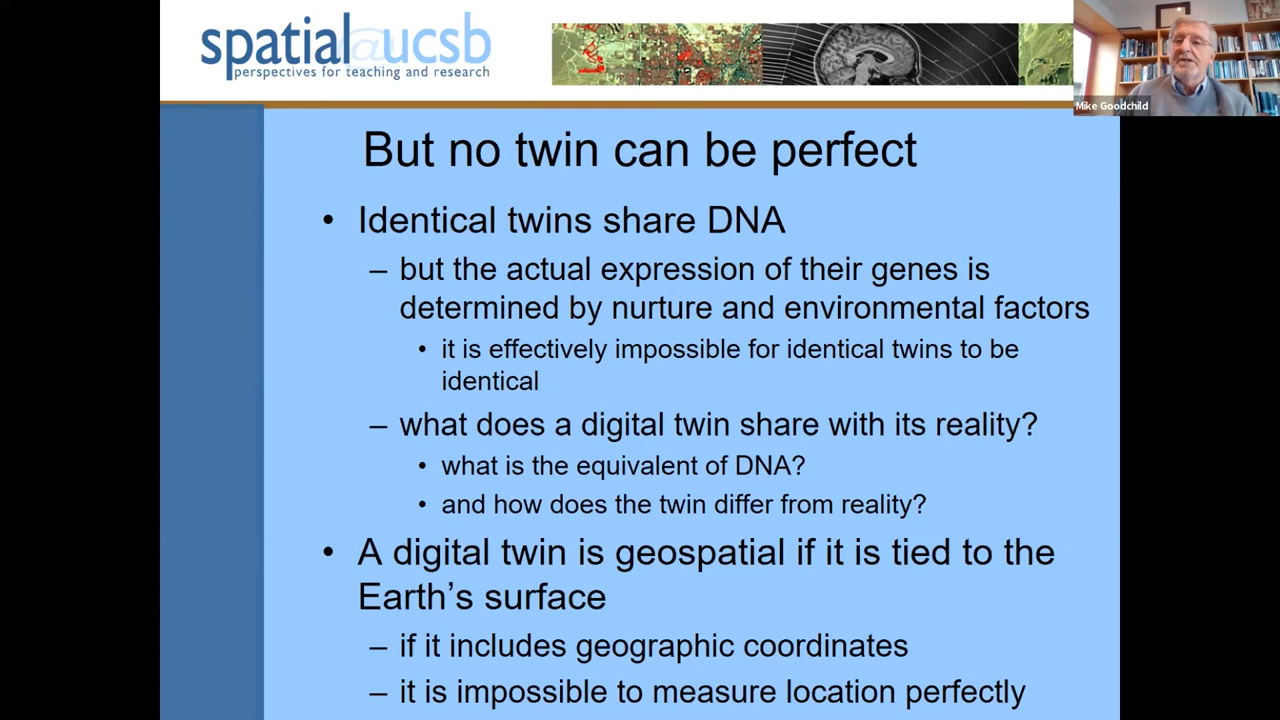 spatial@ucsb
perspectives for teaching and research
Mike Goodchild
But no twin can be perfect
• Identical twins share DNA
– but the actual expression of their genes is
determined by nurture and environmental factors
• it is effectively impossible for identical twins to be
identical
– what does a digital twin share with its reality?
• what is the equivalent of DNA?
• and how does the twin differ from reality?
• A digital twin is geospatial if it is tied to the
Earth's surface
– if it includes geographic coordinates
– it is impossible to measure location perfectly